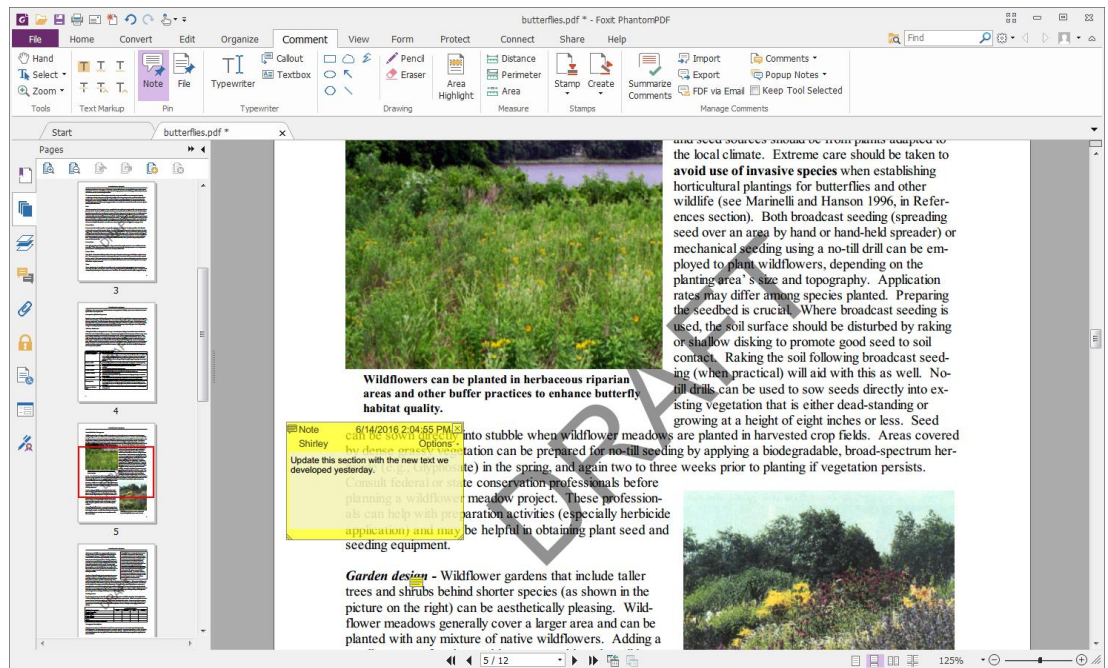 butterflies.pdf * - Foxit PhantomPDF
File Home Convert Edit Organize Comment View Form Protect Connect Share Help
Find
Hand
Select
Zoom
Tools
T T T
T T T
Text Markup
Note File
Pin
Typewriter
Callout
Textbox
Typewriter
Pencil
Eraser
Drawing
Area
Highlight
Distance
Perimeter
Area
Measure
Stamp Create
Stamps
Summarize
Comments
Import
Export
FDF via Email
Comments
Popup Notes
Keep Tool Selected
Manage Comments
Start butterflies.pdf * x
Pages
3
4
5
and seed sources should be from plants adapted to
the local climate. Extreme care should be taken to
avoid use of invasive species when establishing
horticultural plantings for butterflies and other
wildlife (see Marinelli and Hanson 1996, in Refer-
ences section). Both broadcast seeding (spreading
seed over an area by hand or hand-held spreader) or
mechanical seeding using a no-till drill can be em-
ployed to plant wildflowers, depending on the
planting area's size and topography. Application
rates may differ among species planted. Preparing
the seedbed is crucial. Where broadcast seeding is
used, the soil surface should be disturbed by raking
or shallow disking to promote good seed to soil
contact. Raking the soil following broadcast seed-
ing (when practical) will aid with this as well. No-
till drills can be used to sow seeds directly into ex-
isting vegetation that is either dead-standing or
growing at a height of eight inches or less. Seed
Wildflowers can be planted in herbaceous riparian
areas and other buffer practices to enhance butterfly
habitat quality.
can be sown directly into stubble when wildflower meadows are planted in harvested crop fields. Areas covered
by dense grassy vegetation can be prepared for no-till seeding by applying a biodegradable, broad-spectrum her-
in the spring, and again two to three weeks prior to planting if vegetation persists.
Consult federal or state conservation professionals before
planning a wildflower meadow project. These profession-
als can help with preparation activities (especially herbicide
application) and may be helpful in obtaining plant seed and
seeding equipment.
Note 6/14/2016 2:04:55 PM
Shirley
Options
Update this section with the new text we
developed yesterday.
Garden design - Wildflower gardens that include taller
trees and shrubs behind shorter species (as shown in the
picture on the right) can be aesthetically pleasing. Wild-
flower meadows generally cover a larger area and can be
planted with any mixture of native wildflowers. Adding a
DRAFT
5 / 12
125%